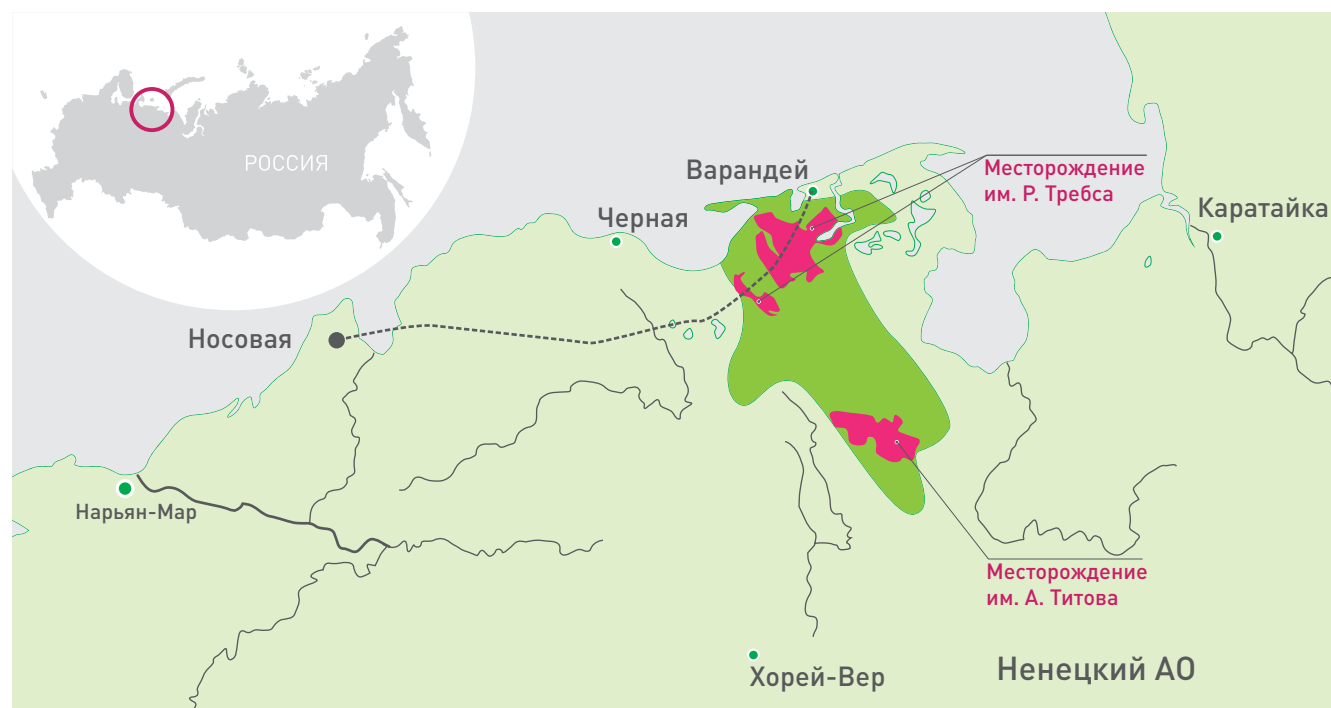 РОССИЯ
Варандей
Месторождение
им. Р. Требса
Черная
Каратайка
Носовая
Нарьян-Мар
Месторождение
им. А. Титова
Хорей-Вер
Ненецкий АО